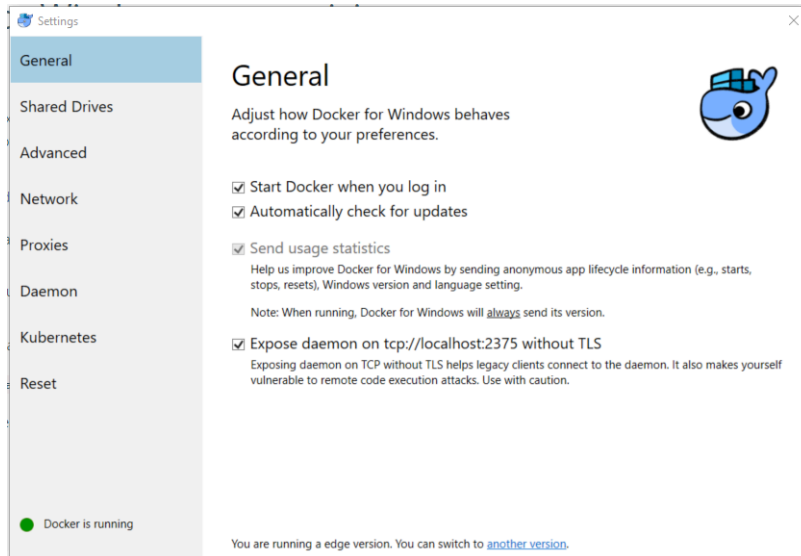 Settings
General
Shared Drives
Advanced
Network
Proxies
Daemon
Kubernetes
Reset
Docker is running
General
Adjust how Docker for Windows behaves
according to your preferences.
Start Docker when you log in
Automatically check for updates
Send usage statistics
Help us improve Docker for Windows by sending anonymous app lifecycle information (e.g., starts,
stops, resets), Windows version and language setting.
Note: When running, Docker for Windows will always send its version.
Expose daemon on tcp://localhost:2375 without TLS
Exposing daemon on TCP without TLS helps legacy clients connect to the daemon. It also makes yourself
vulnerable to remote code execution attacks. Use with caution.
You are running a edge version. You can switch to another version.